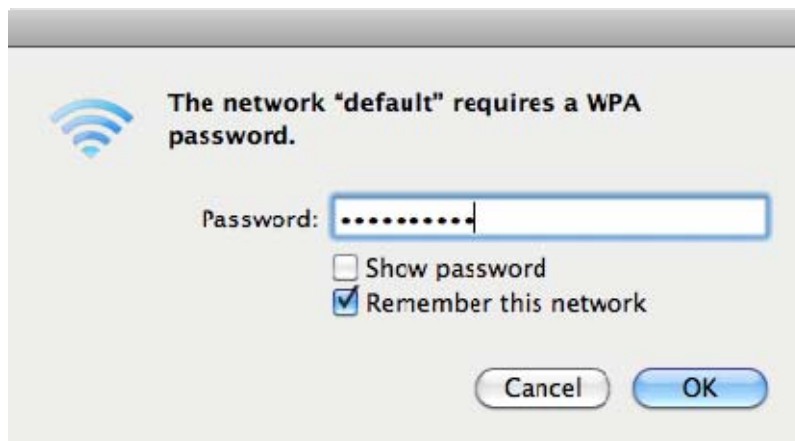 The network “default” requires a WPA
password.
Password: ••••••••••
Show password
Remember this network
Cancel OK